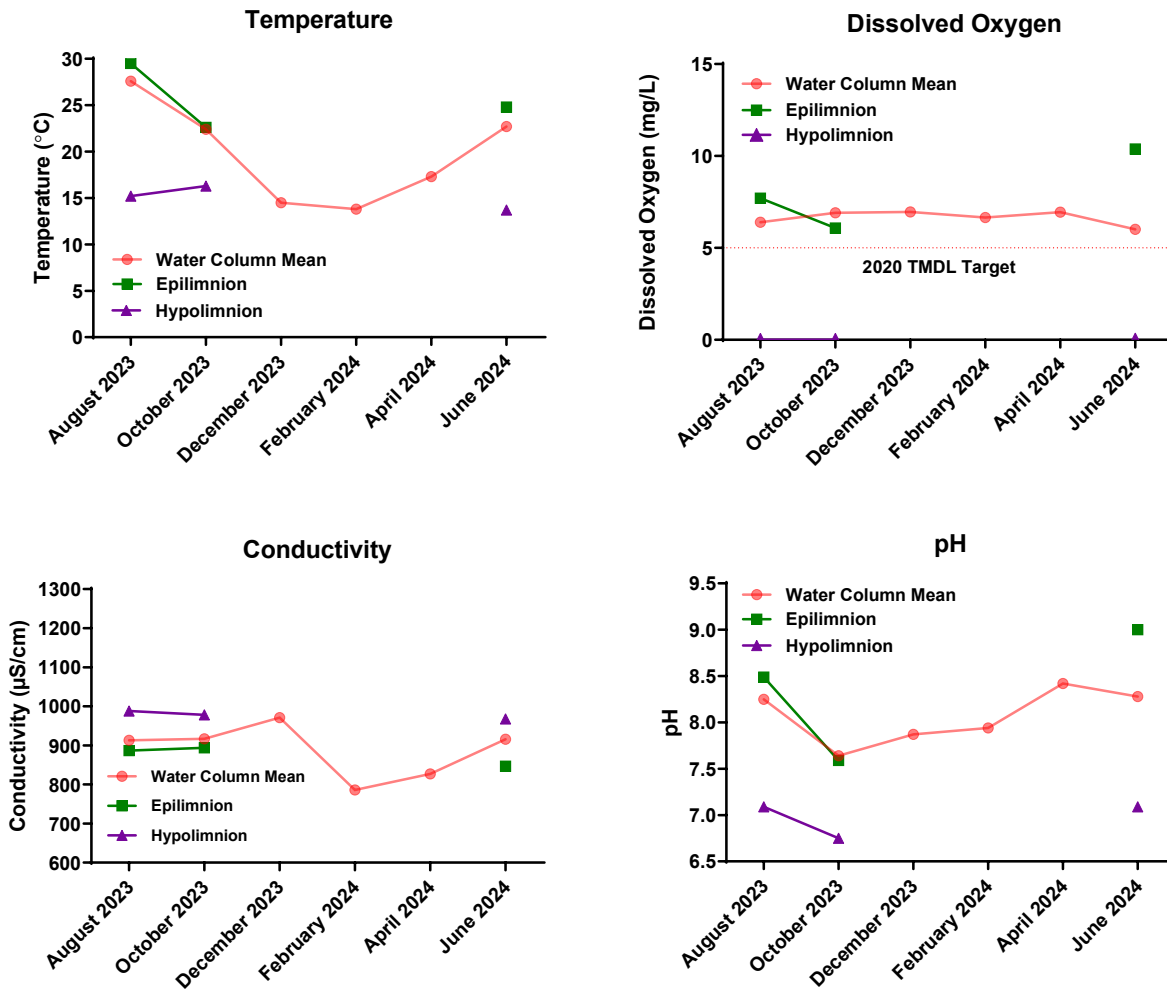 Temperature
Temperature (°C)
30
25
20
15
10
5
0
Water Column Mean
Epilimnion
Hypolimnion
August 2023
October 2023
December 2023
February 2024
April 2024
June 2024
Dissolved Oxygen
Dissolved Oxygen (mg/L)
15
10
5
0
Water Column Mean
Epilimnion
Hypolimnion
2020 TMDL Target
August 2023
October 2023
December 2023
February 2024
April 2024
June 2024
Conductivity
Conductivity (µS/cm)
1300
1200
1100
1000
900
800
700
600
Water Column Mean
Epilimnion
Hypolimnion
August 2023
October 2023
December 2023
February 2024
April 2024
June 2024
pH
pH
9.5
9.0
8.5
8.0
7.5
7.0
6.5
Water Column Mean
Epilimnion
Hypolimnion
August 2023
October 2023
December 2023
February 2024
April 2024
June 2024